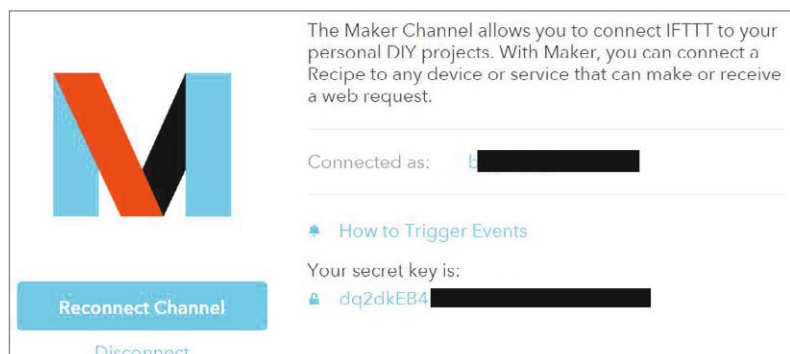 The Maker Channel allows you to connect IFTTT to your
personal DIY projects. With Maker, you can connect a
Recipe to any device or service that can make or receive
a web request.
Connected as: b
How to Trigger Events
Your secret key is:
dq2dkEB4
Reconnect Channel
Disconnect